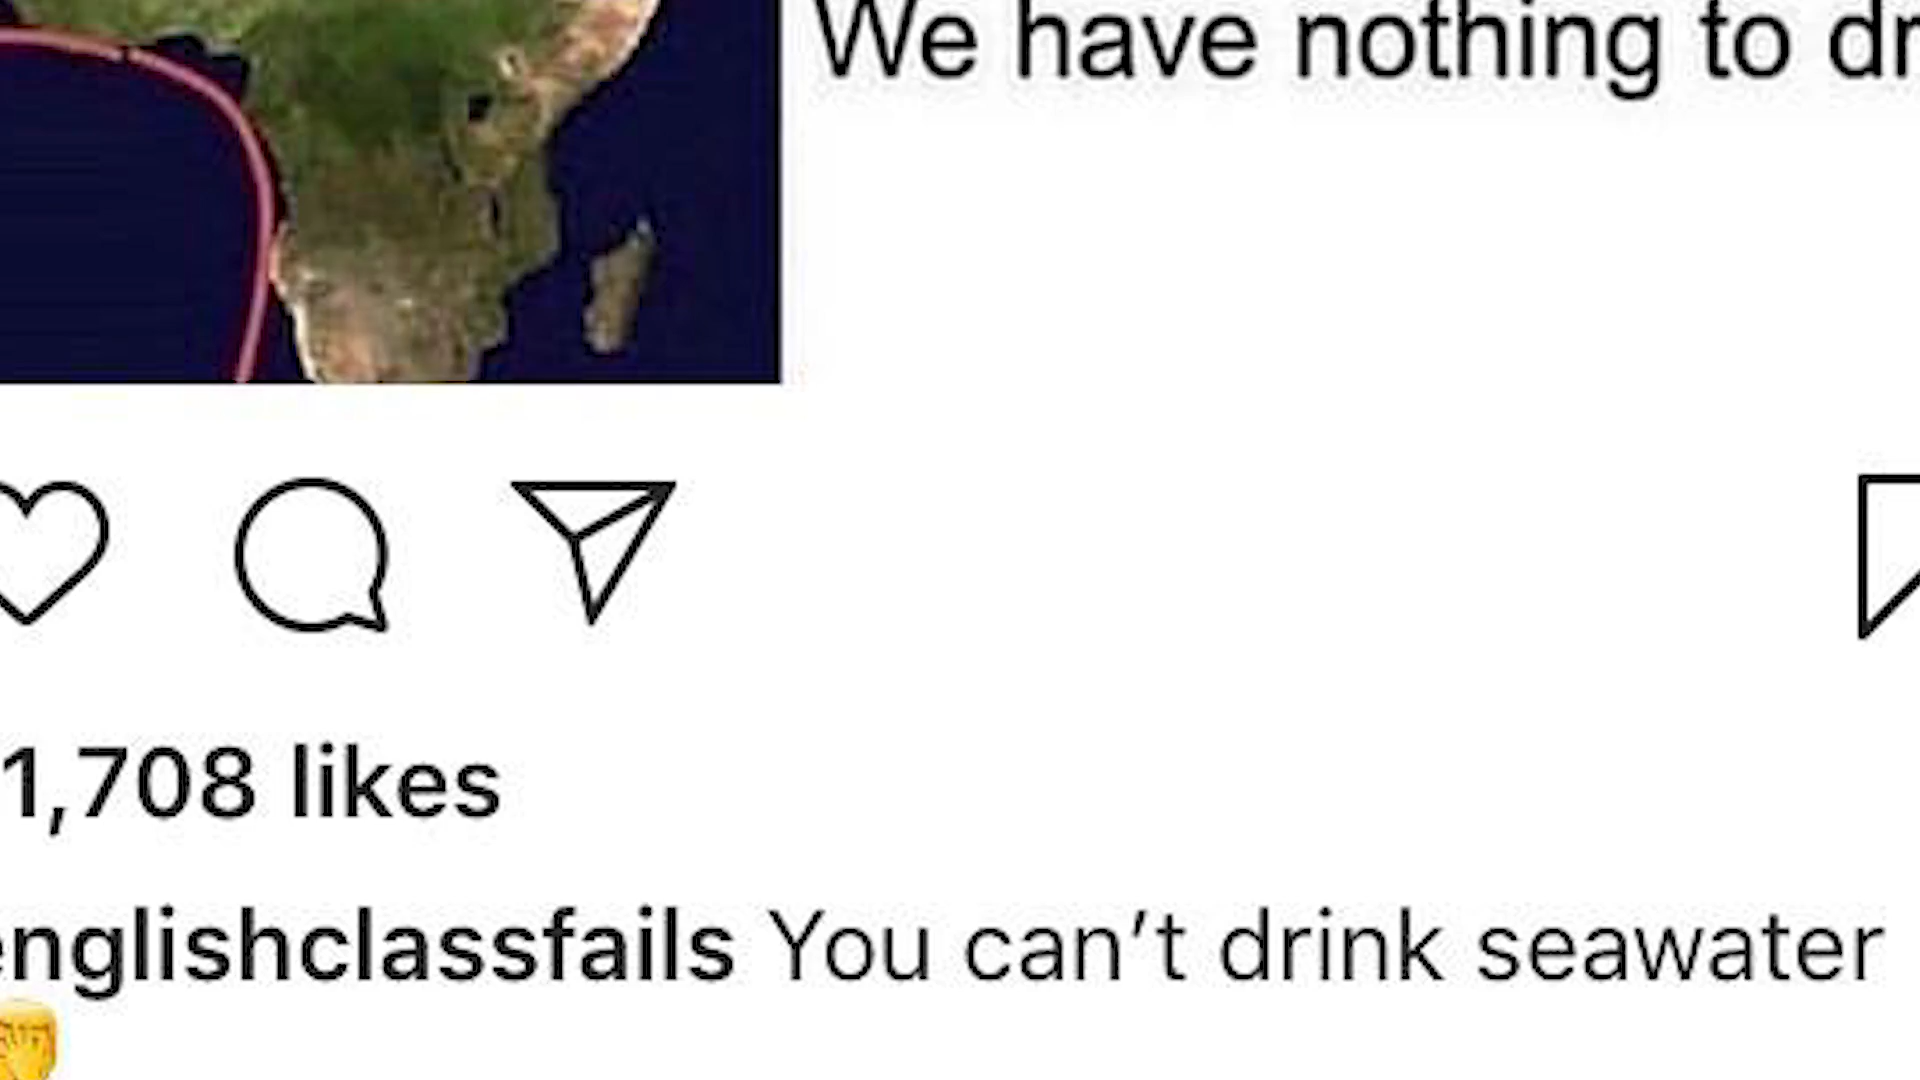 We have nothing to dr
1,708 likes
englishclassfails You can't drink seawater